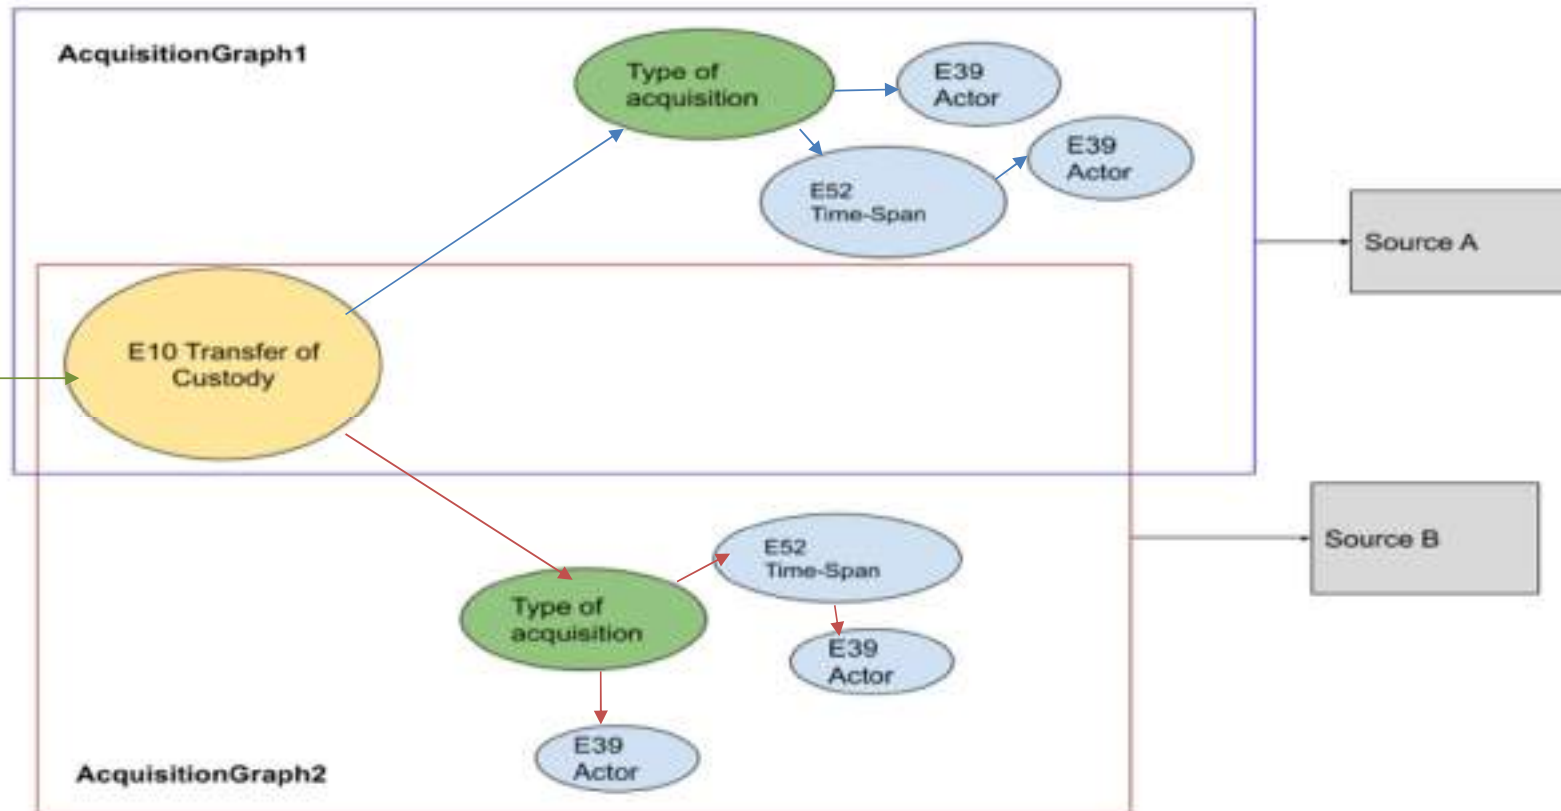 AcquisitionGraph1
Type of
acquisition
E39
Actor
E39
Actor
E52
Time-Span
Source A
E10 Transfer of
Custody
Source B
E52
Time-Span
Type of
acquisition
E39
Actor
E39
Actor
AcquisitionGraph2